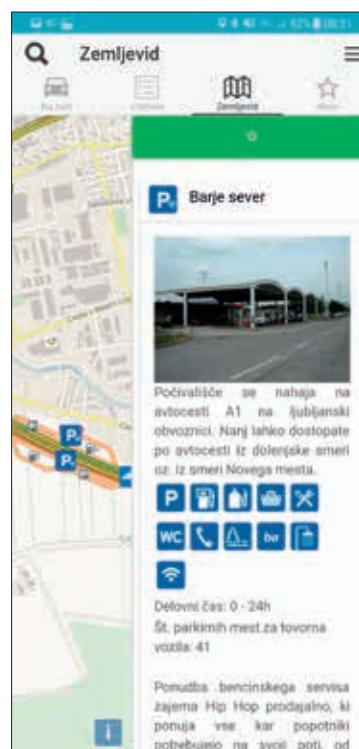 Zemljevid
Zemljevid
P
Barje sever
Počivališče se nahaja na
avtocesti A1 na ljubljanski
obvoznici. Nanj lahko dostopate
po avtocesti iz dolenjske smeri
oz. iz smeri Novega mesta.
P
WC
Delovni čas: 0 - 24h
Št. parkirnih mest za tovorna
vozila: 41
Ponudba bencinskega servisa
zajema Hip Hop prodajalno, ki
ponuja vse kar popotniki
potrebujejo na svoji poti, od
P
P
i